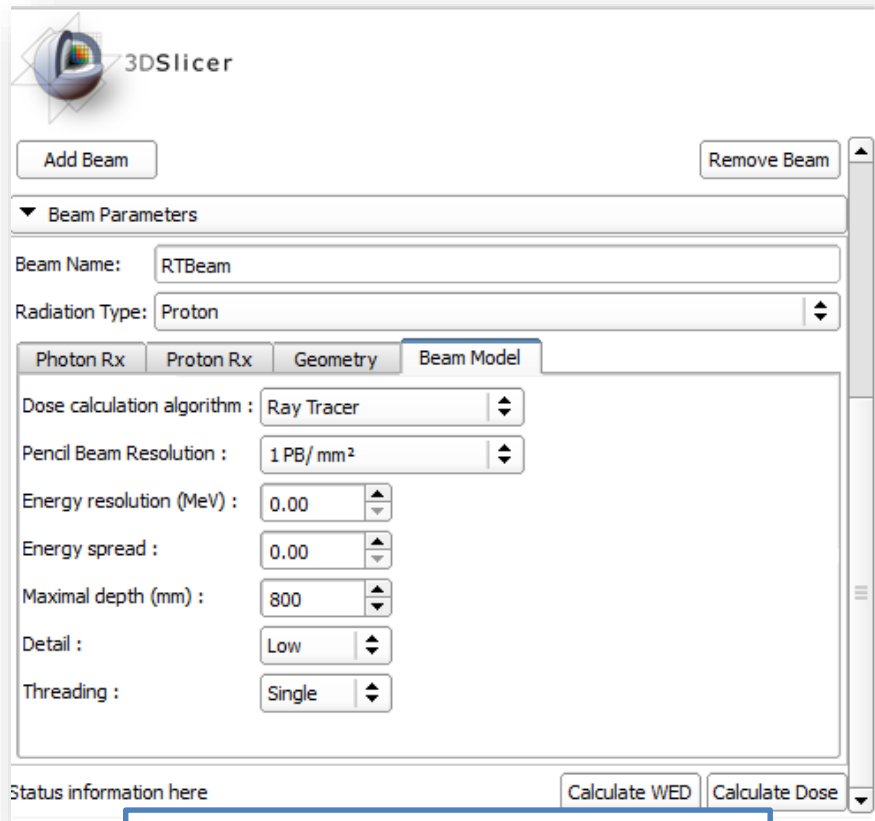 3DSlicer
Add Beam Remove Beam
Beam Parameters
Beam Name: RTBeam
Radiation Type: Proton
Photon Rx Proton Rx Geometry Beam Model
Dose calculation algorithm : Ray Tracer
Pencil Beam Resolution : 1 PB/ mm²
Energy resolution (MeV) : 0.00
Energy spread : 0.00
Maximal depth (mm) : 800
Detail : Low
Threading : Single
Status information here Calculate WED Calculate Dose